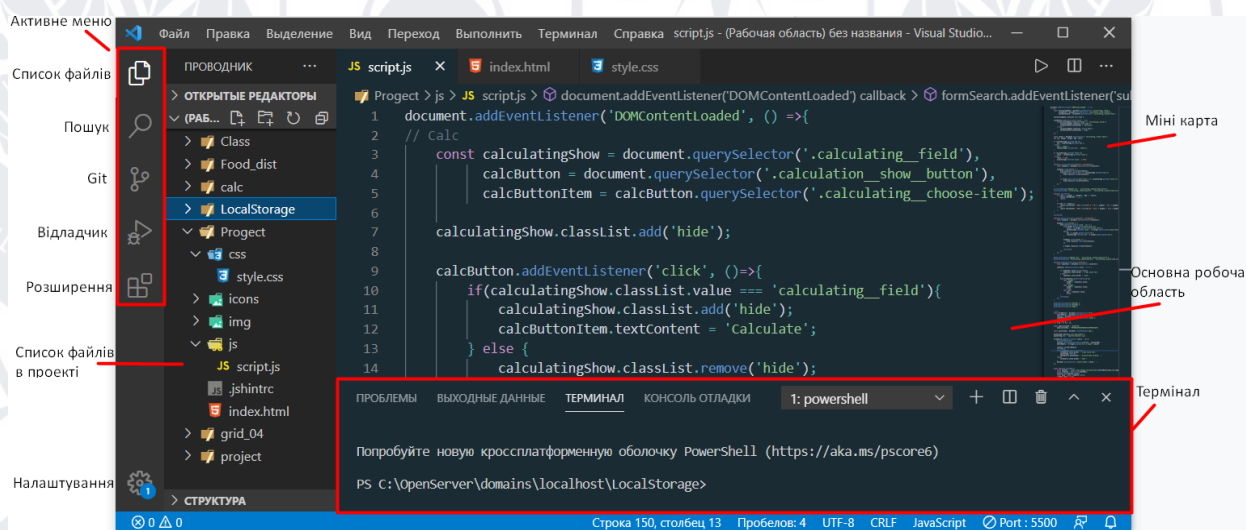 Активне меню
Список файлів
Пошук
Git
Відладчик
Розширення
Список файлів
в проекті
Налаштування
Файл Правка Выделение Вид Переход Выполнить Терминал Справка script.js - (Рабочая область) без названия - Visual Studio...
ПРОВОДНИК ...
ОТКРЫТЫЕ РЕДАКТОРЫ
(РАБ...
Class
Food_dist
calc
LocalStorage
Progect
css
style.css
icons
img
js
JS script.js
.jshintrc
index.html
grid_04
project
СТРУКТУРА
JS script.js index.html style.css
Progect > js > JS script.js > document.addEventListener('DOMContentLoaded') callback > formSearch.addEventListener('sul
1 document.addEventListener('DOMContentLoaded', () =>{
2 // Calc
3 const calculatingShow = document.querySelector('.calculating__field'),
4 calcButton = document.querySelector('.calculation__show__button'),
5 calcButtonItem = calcButton.querySelector('.calculating__choose-item');
6
7 calculatingShow.classList.add('hide');
8
9 calcButton.addEventListener('click', ()=>{
10 if(calculatingShow.classList.value === 'calculating__field'){
11 calculatingShow.classList.add('hide');
12 calcButtonItem.textContent = 'Calculate';
13 } else {
14 calculatingShow.classList.remove('hide');
ПРОБЛЕМЫ ВЫХОДНЫЕ ДАННЫЕ ТЕРМИНАЛ КОНСОЛЬ ОТЛАДКИ 1: powershell
Попробуйте новую кроссплатформенную оболочку PowerShell (https://aka.ms/pscore6)
PS C:\OpenServer\domains\localhost\LocalStorage>
1
0 0 Строка 150, столбец 13 Пробелов: 4 UTF-8 CRLF JavaScript Port : 5500
Міні карта
Основна робоча
область
Термінал